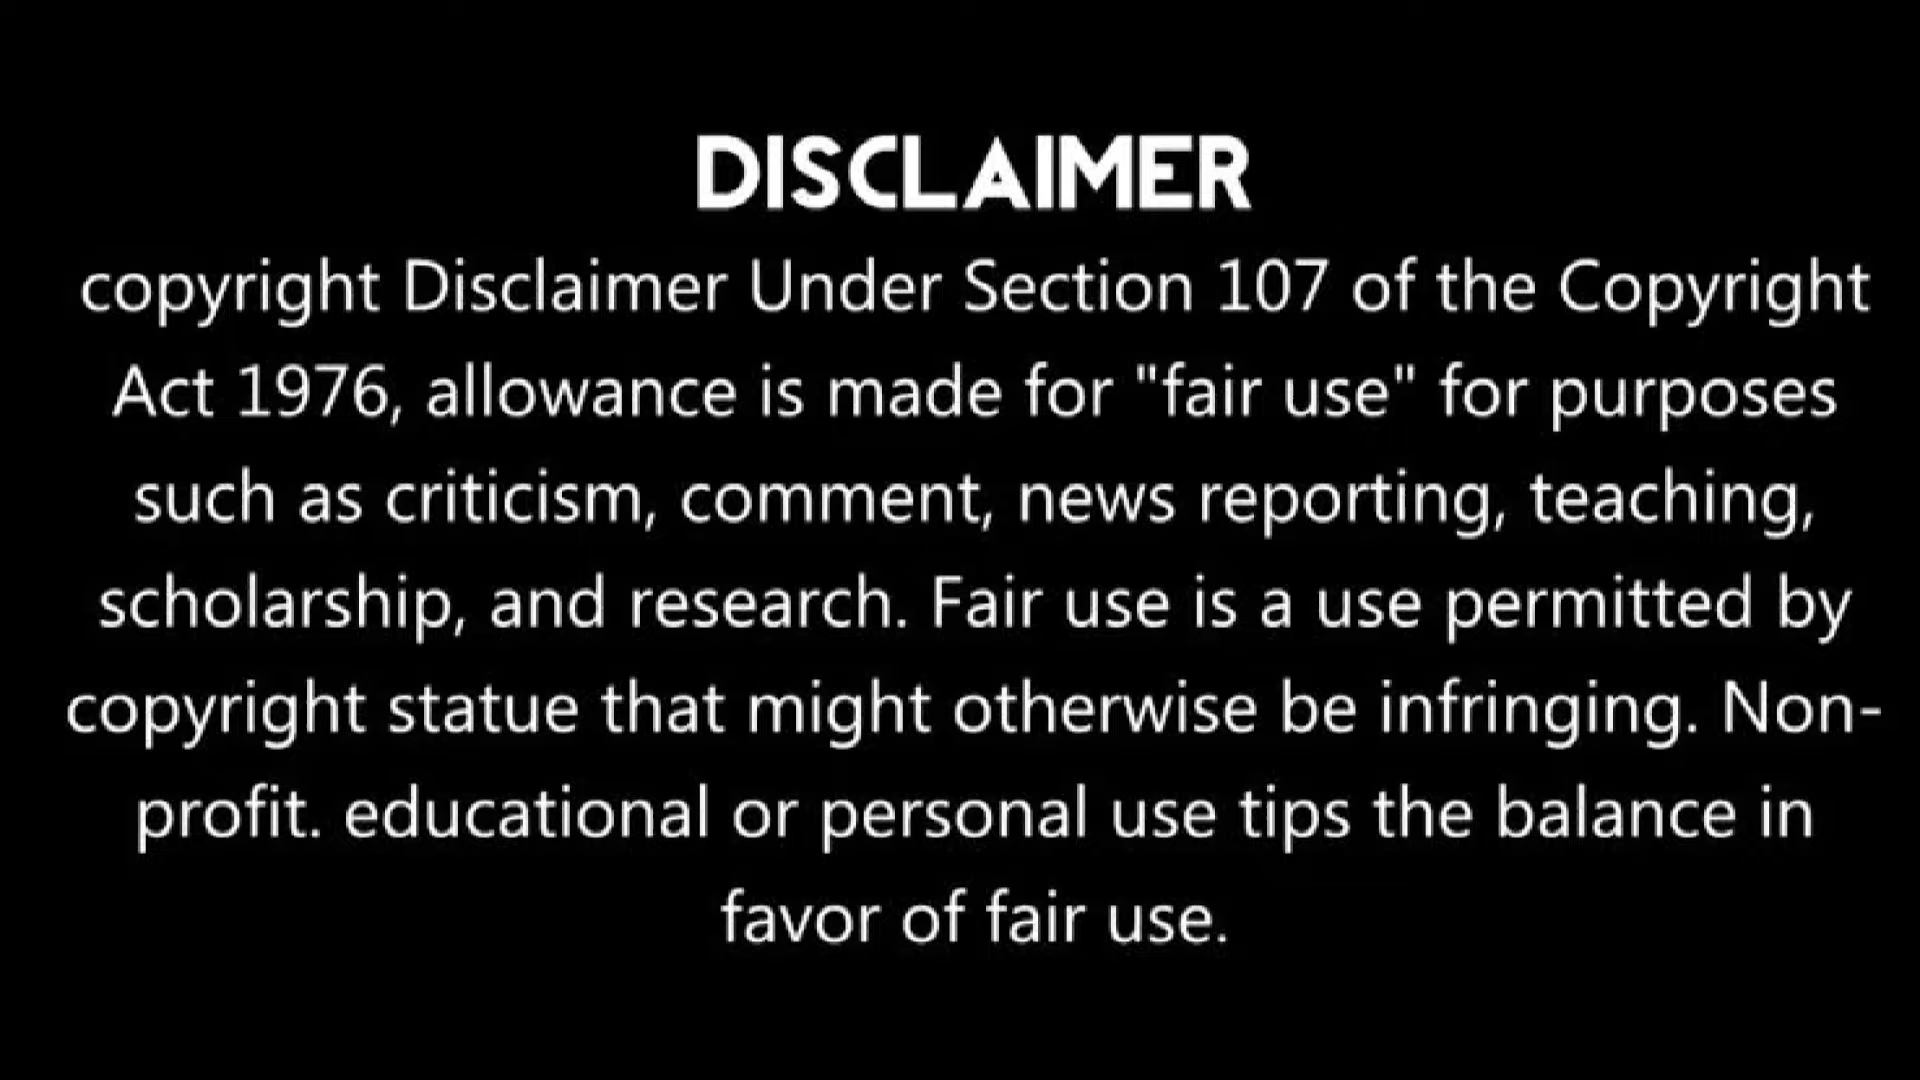 DISCLAIMER
copyright Disclaimer Under Section 107 of the Copyright
Act 1976, allowance is made for "fair use" for purposes
such as criticism, comment, news reporting, teaching,
scholarship, and research. Fair use is a use permitted by
copyright statue that might otherwise be infringing. Non-
profit. educational or personal use tips the balance in
favor of fair use.